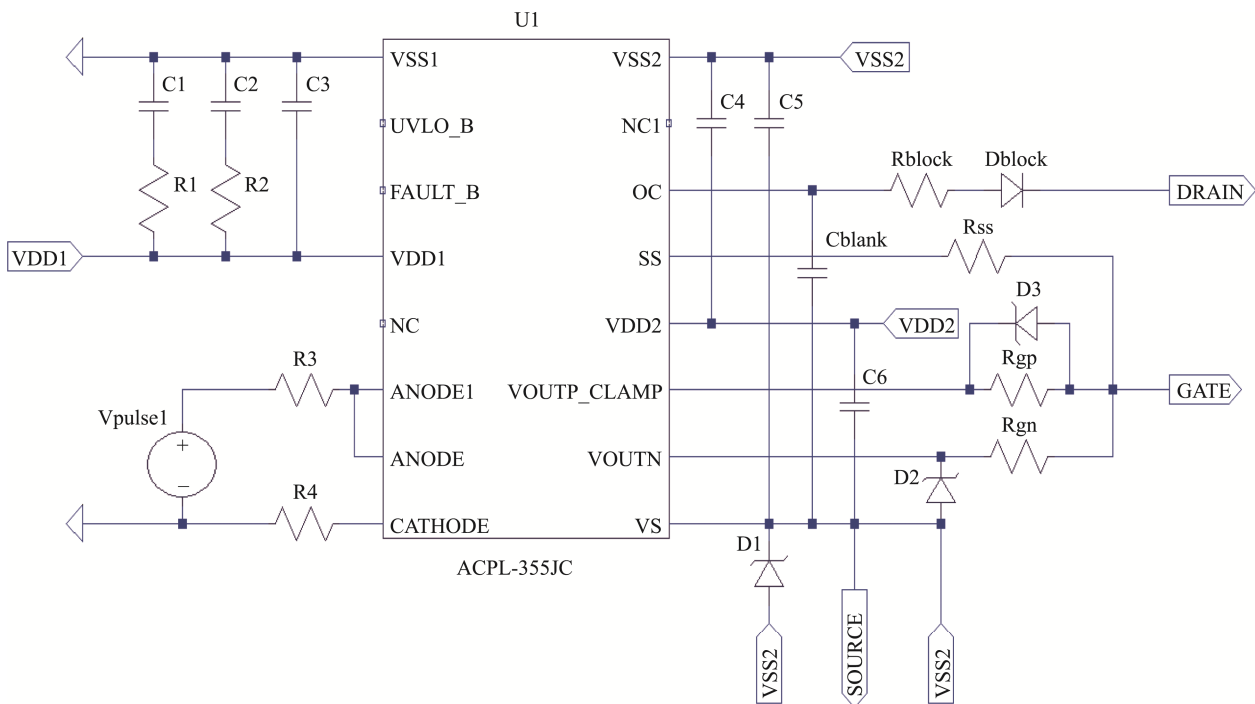 U1
VSS1
VSS2
VSS2
C1
C2
C3
C4
C5
UVLO_B
NC1
Rblock
Dblock
R1
R2
FAULT_B
OC
DRAIN
Rss
Cblank
VDD1
VDD1
SS
D3
NC
VDD2
VDD2
R3
Rgp
C6
ANODE1
VOUTP_CLAMP
GATE
Vpulse1
Rgn
+
ANODE
VOUTN
D2
−
R4
CATHODE
VS
D1
ACPL-355JC
VSS2
SOURCE
VSS2